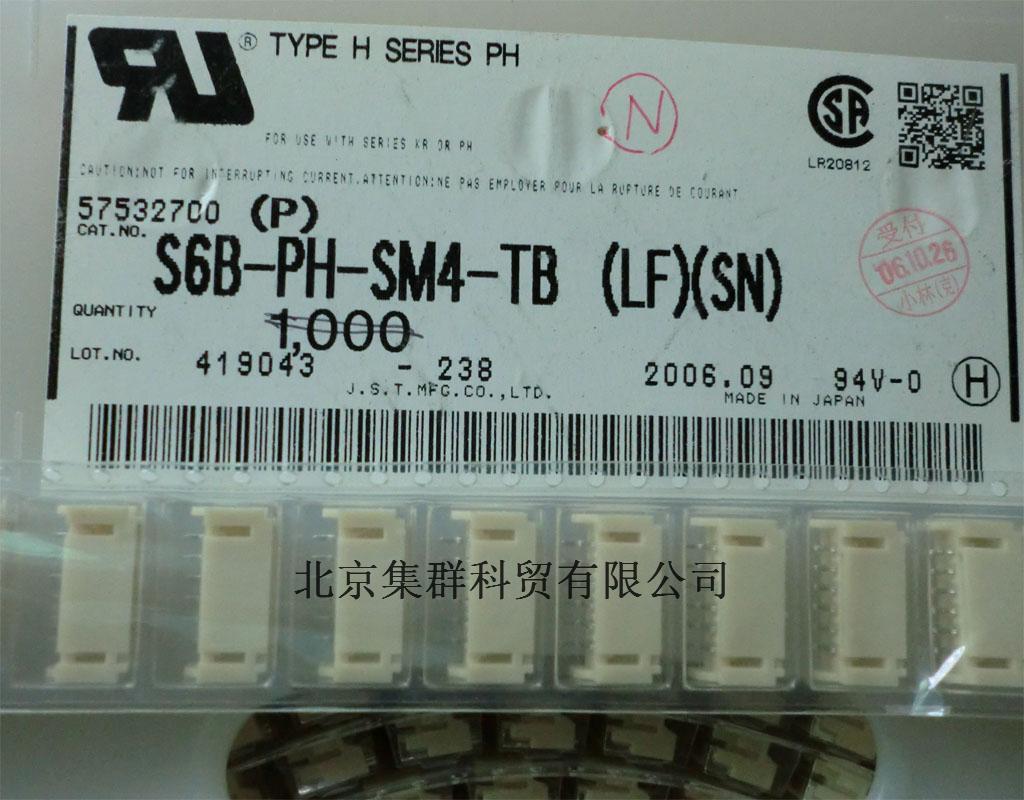 RU ® TYPE H SERIES PH
N
SA
LR20812
FOR USE WITH SERIES KR OR PH
CAUTION:NOT FOR INTERRUPTING CURRENT.ATTENTION:NE PAS EMPLOYER POUR LA RUPTURE DE COURANT
57532700 (P)
CAT.NO.
S6B-PH-SM4-TB (LF)(SN)
受付
'06.10.26
小林(克)
QUANTITY 1,000
LOT.NO. 419043 - 238 2006.09 94V-0 H
J.S.T.MFG.CO.,LTD. MADE IN JAPAN
北京集群科贸有限公司